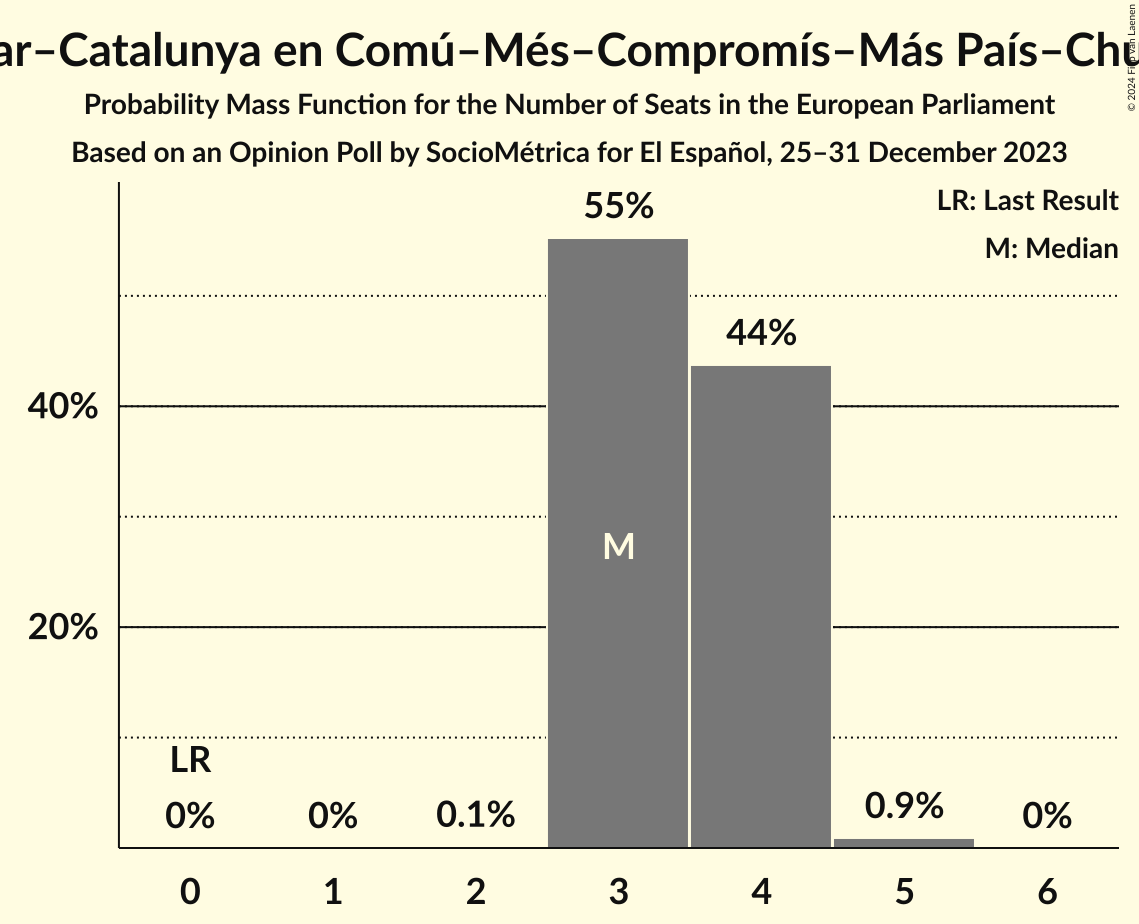 ar–Catalunya en Comú–Més–Compromís–Más País–Chu
Probability Mass Function for the Number of Seats in the European Parliament
Based on an Opinion Poll by SocioMétrica for El Español, 25–31 December 2023
© 2024 Filip van Laenen
LR: Last Result
M: Median
55%
44%
40%
M
20%
LR
0%
0%
0.1%
0.9%
0%
0
1
2
3
4
5
6